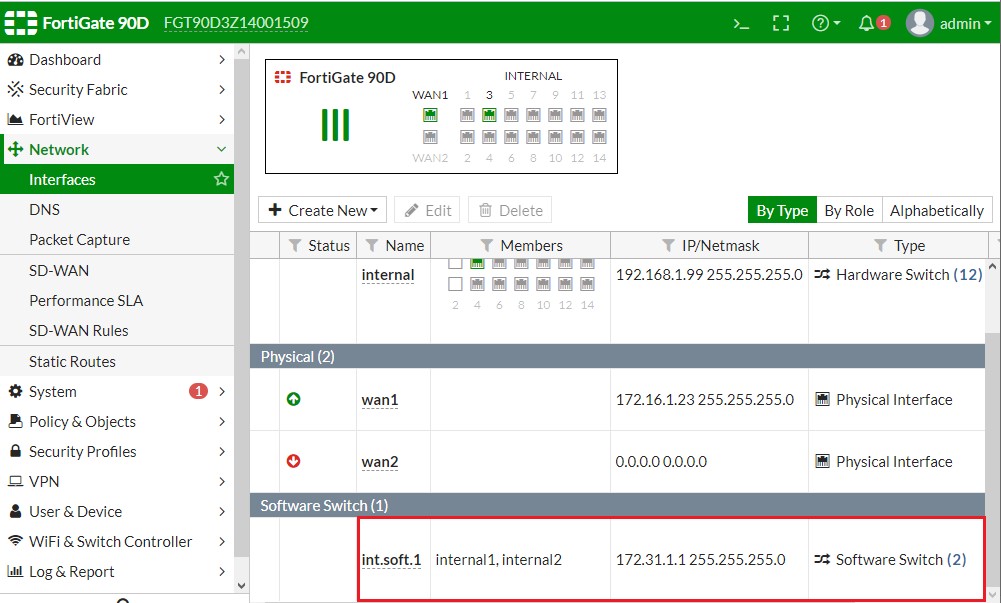 FortiGate 90D FGT90D3Z14001509 >_ 1 admin
Dashboard
Security Fabric
FortiView
Network
Interfaces
DNS
Packet Capture
SD-WAN
Performance SLA
SD-WAN Rules
Static Routes
System 1
Policy & Objects
Security Profiles
VPN
User & Device
WiFi & Switch Controller
Log & Report
FortiGate 90D
INTERNAL
WAN1 1 3 5 7 9 11 13
WAN2 2 4 6 8 10 12 14
+ Create New Edit Delete By Type By Role Alphabetically
Status Name Members IP/Netmask Type
internal 192.168.1.99 255.255.255.0 Hardware Switch (12)
2 4 6 8 10 12 14
Physical (2)
wan1 172.16.1.23 255.255.255.0 Physical Interface
wan2 0.0.0.0 0.0.0.0 Physical Interface
Software Switch (1)
int.soft.1 internal1, internal2 172.31.1.1 255.255.255.0 Software Switch (2)